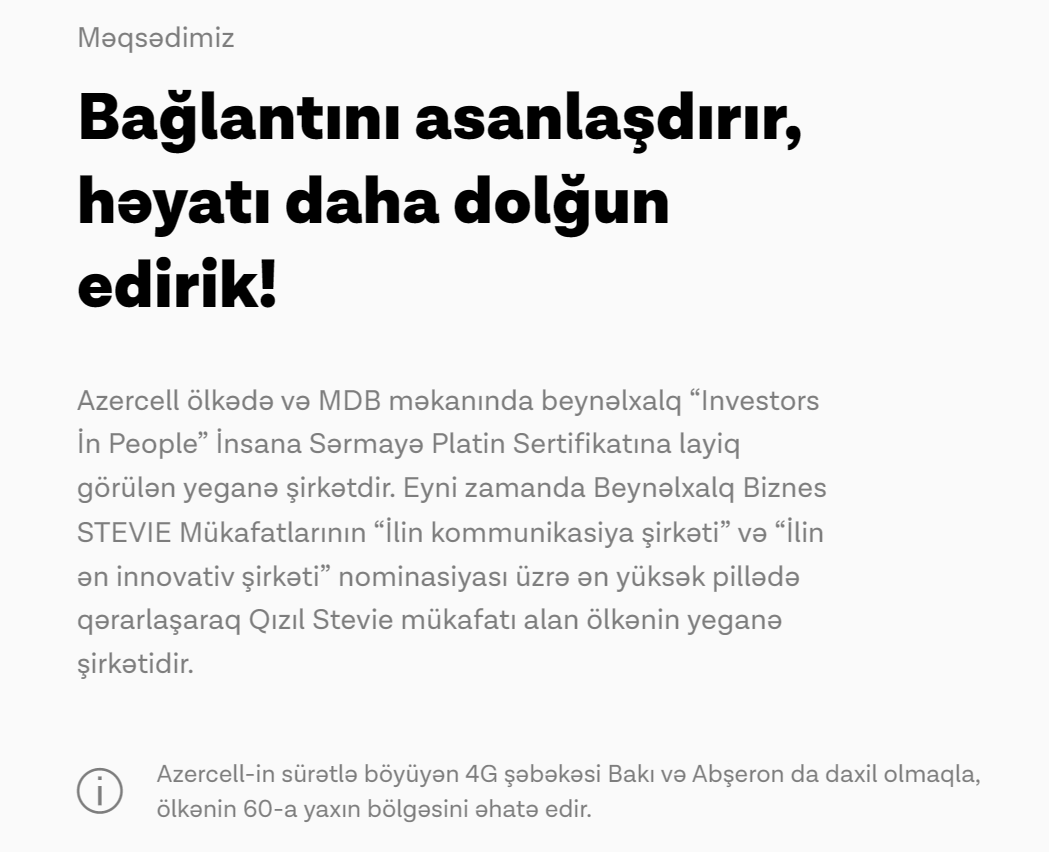 Məqsədimiz
Bağlantını asanlaşdırır,
həyatı daha dolğun
edirik!
Azercell ölkədə və MDB məkanında beynəlxalq “Investors
İn People” İnsana Sərmayə Platin Sertifikatına layiq
görülən yeganə şirkətdir. Eyni zamanda Beynəlxalq Biznes
STEVIE Mükafatlarının “İlin kommunikasiya şirkəti” və “İlin
ən innovativ şirkəti” nominasiyası üzrə ən yüksək pillədə
qərarlaşaraq Qızıl Stevie mükafatı alan ölkənin yeganə
şirkətidir.
Azercell-in sürətlə böyüyən 4G şəbəkəsi Bakı və Abşeron da daxil olmaqla,
ölkənin 60-a yaxın bölgəsini əhatə edir.